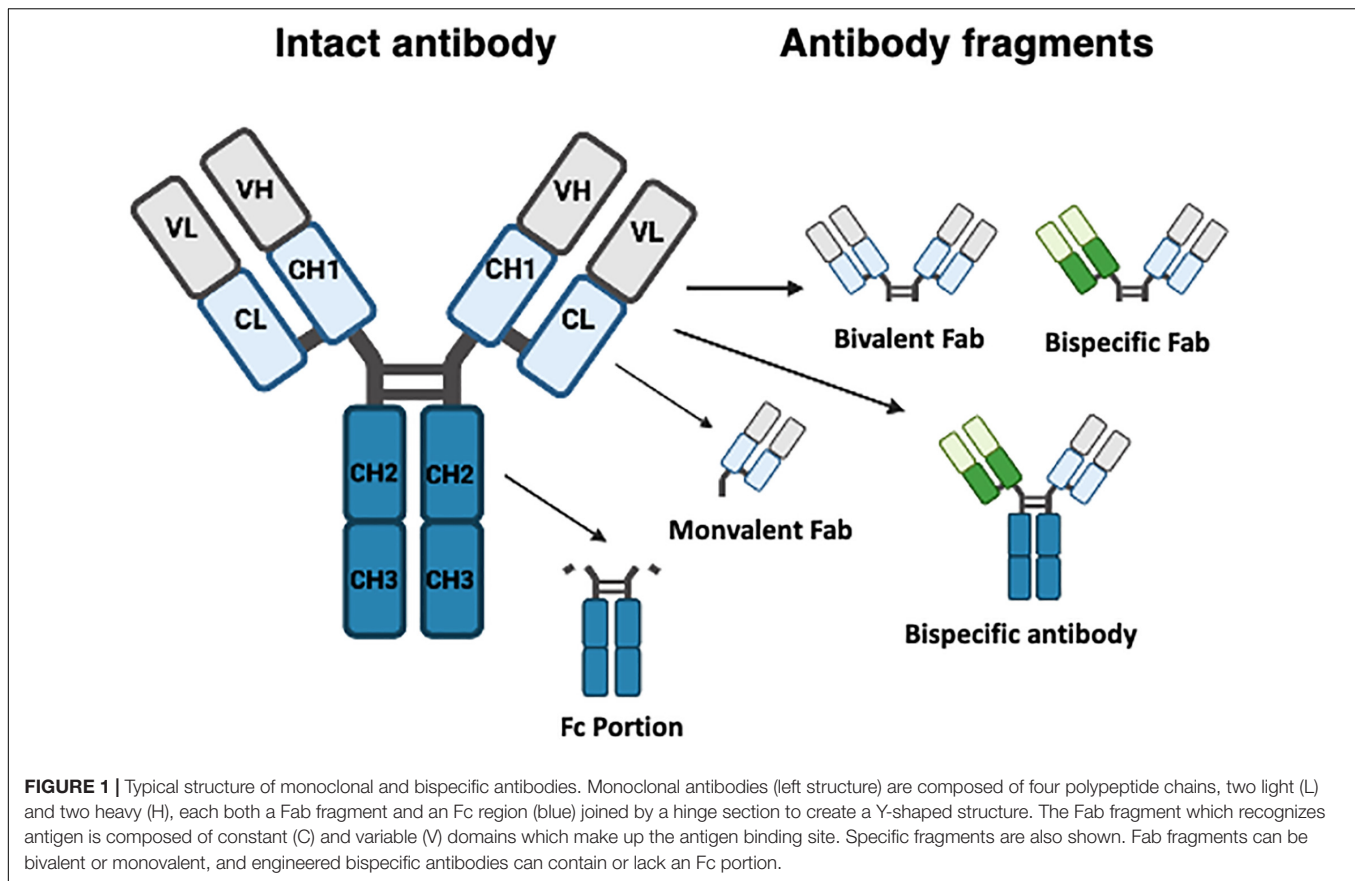 Intact antibody
Antibody fragments
VH
VL
CH1
CL
VH
VL
CH1
CL
CH2
CH2
CH3
CH3
Bivalent Fab
Bispecific Fab
Monvalent Fab
Bispecific antibody
Fc Portion
FIGURE 1 | Typical structure of monoclonal and bispecific antibodies. Monoclonal antibodies (left structure) are composed of four polypeptide chains, two light (L)
and two heavy (H), each both a Fab fragment and an Fc region (blue) joined by a hinge section to create a Y-shaped structure. The Fab fragment which recognizes
antigen is composed of constant (C) and variable (V) domains which make up the antigen binding site. Specific fragments are also shown. Fab fragments can be
bivalent or monovalent, and engineered bispecific antibodies can contain or lack an Fc portion.